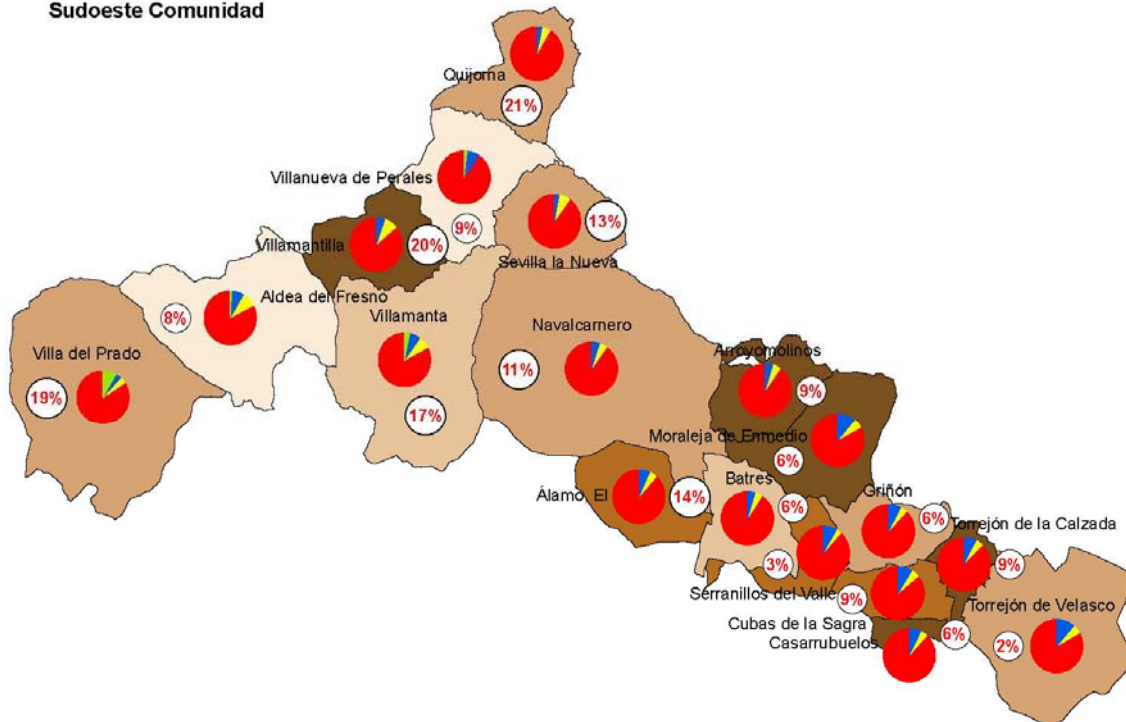 Sudoeste Comunidad
Quijorna
21%
Villanueva de Perales
9%
13%
Sevilla la Nueva
Villamantilla
20%
Aldea del Fresno
8%
Villamanta
17%
Navalcarnero
11%
Villa del Prado
19%
Arroyomolinos
9%
Moraleja de Enmedio
6%
Álamo, El
14%
Batres
6%
Griñón
6%
Torrejón de la Calzada
9%
3%
Serranillos del Valle
9%
Cubas de la Sagra
Casarrubuelos
6%
Torrejón de Velasco
2%